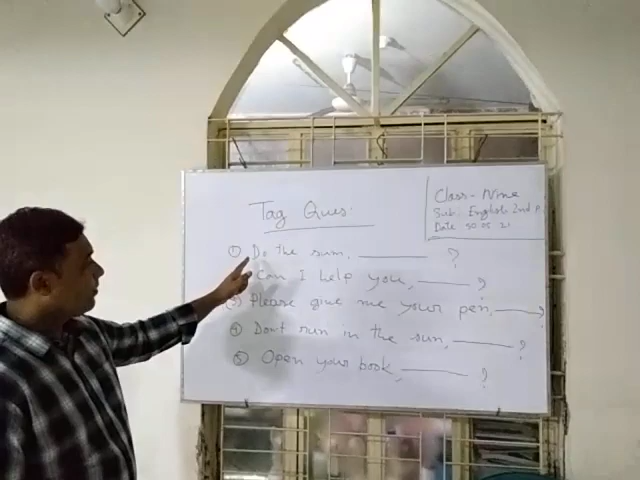 Tag Ques:
Class - Nine
Sub: English 2nd P
Date 30.05.21
① Do the sum, ______ ?
Can I help you, ______ ?
③ Please give me your pen, ______ ?
④ Dont run in the sun, ______ ?
⑤ Open your book, ______ ?